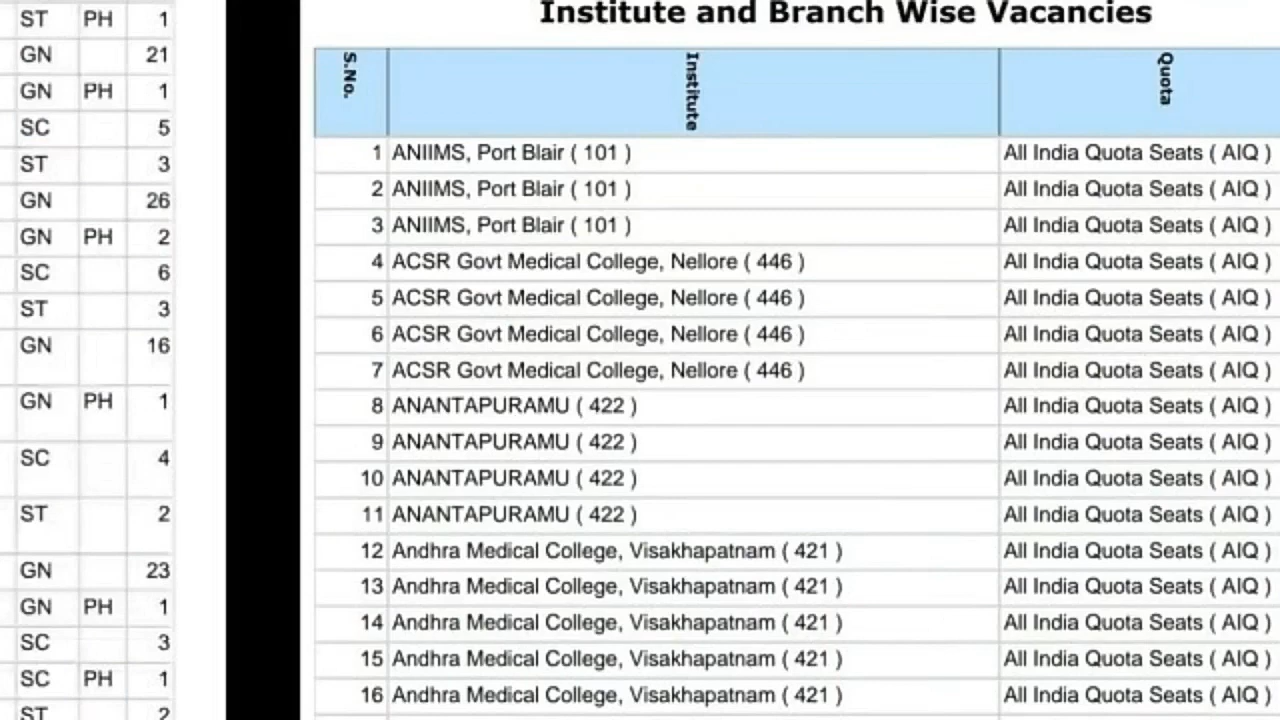 ST PH 1
GN 21
GN PH 1
SC 5
ST 3
GN 26
GN PH 2
SC 6
ST 3
GN 16
GN PH 1
SC 4
ST 2
GN 23
GN PH 1
SC 3
SC PH 1
ST 2
Institute and Branch Wise Vacancies
S.No. Institute Quota
1 ANIIMS, Port Blair ( 101 ) All India Quota Seats ( AIQ )
2 ANIIMS, Port Blair ( 101 ) All India Quota Seats ( AIQ )
3 ANIIMS, Port Blair ( 101 ) All India Quota Seats ( AIQ )
4 ACSR Govt Medical College, Nellore ( 446 ) All India Quota Seats ( AIQ )
5 ACSR Govt Medical College, Nellore ( 446 ) All India Quota Seats ( AIQ )
6 ACSR Govt Medical College, Nellore ( 446 ) All India Quota Seats ( AIQ )
7 ACSR Govt Medical College, Nellore ( 446 ) All India Quota Seats ( AIQ )
8 ANANTAPURAMU ( 422 ) All India Quota Seats ( AIQ )
9 ANANTAPURAMU ( 422 ) All India Quota Seats ( AIQ )
10 ANANTAPURAMU ( 422 ) All India Quota Seats ( AIQ )
11 ANANTAPURAMU ( 422 ) All India Quota Seats ( AIQ )
12 Andhra Medical College, Visakhapatnam ( 421 ) All India Quota Seats ( AIQ )
13 Andhra Medical College, Visakhapatnam ( 421 ) All India Quota Seats ( AIQ )
14 Andhra Medical College, Visakhapatnam ( 421 ) All India Quota Seats ( AIQ )
15 Andhra Medical College, Visakhapatnam ( 421 ) All India Quota Seats ( AIQ )
16 Andhra Medical College, Visakhapatnam ( 421 ) All India Quota Seats ( AIQ )